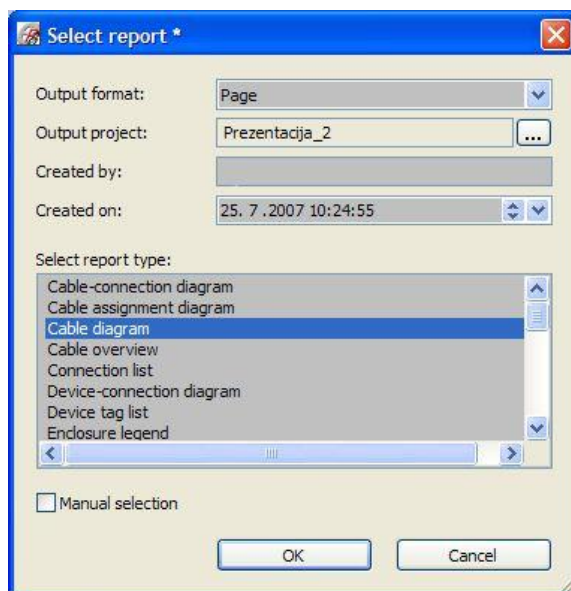 Select report *
Output format: Page
Output project: Prezentacija_2 ...
Created by:
Created on: 25. 7 .2007 10:24:55
Select report type:
Cable-connection diagram
Cable assignment diagram
Cable diagram
Cable overview
Connection list
Device-connection diagram
Device tag list
Enclosure legend
Manual selection
OK Cancel